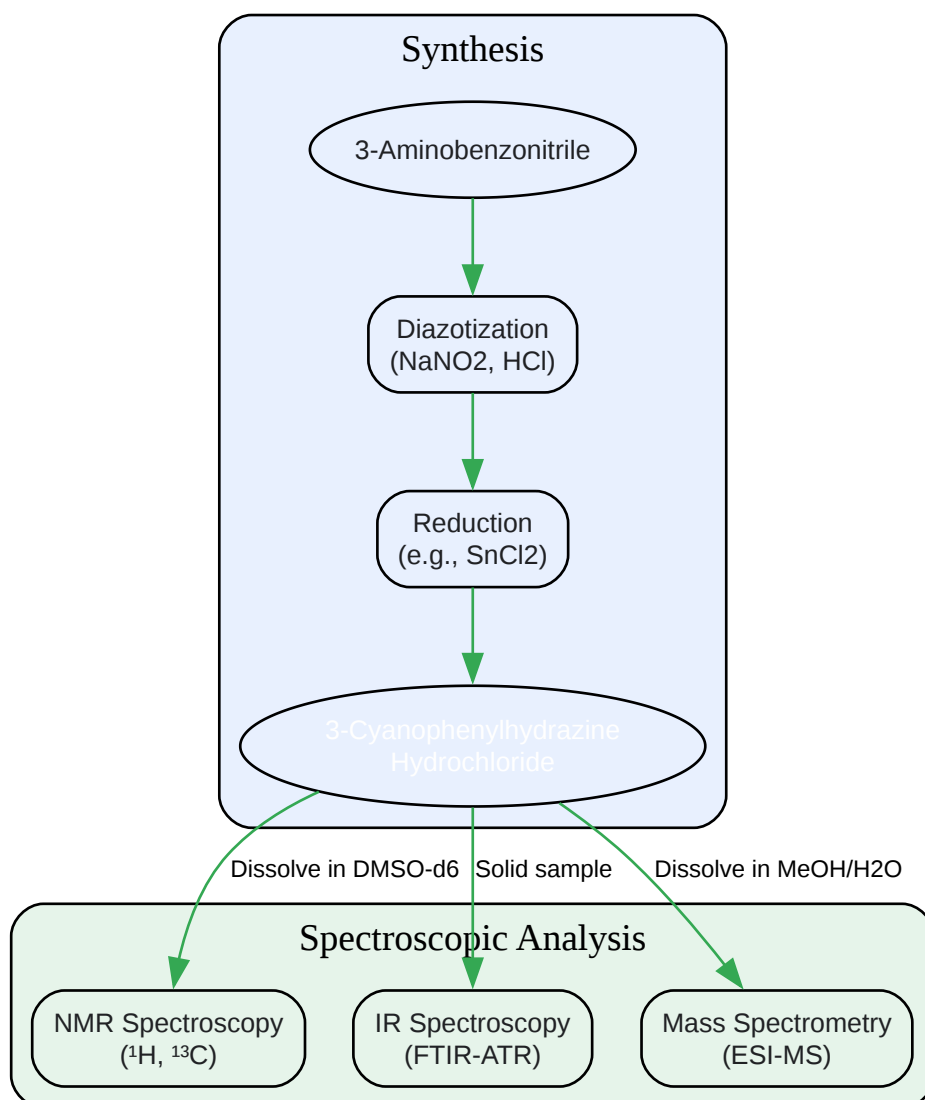 Synthesis
3-Aminobenzonitrile
Diazotization
(NaNO2, HCl)
Reduction
(e.g., SnCl2)
3-Cyanophenylhydrazine
Hydrochloride
Dissolve in DMSO-d6
Solid sample
Dissolve in MeOH/H2O
Spectroscopic Analysis
NMR Spectroscopy
(¹H, ¹³C)
IR Spectroscopy
(FTIR-ATR)
Mass Spectrometry
(ESI-MS)